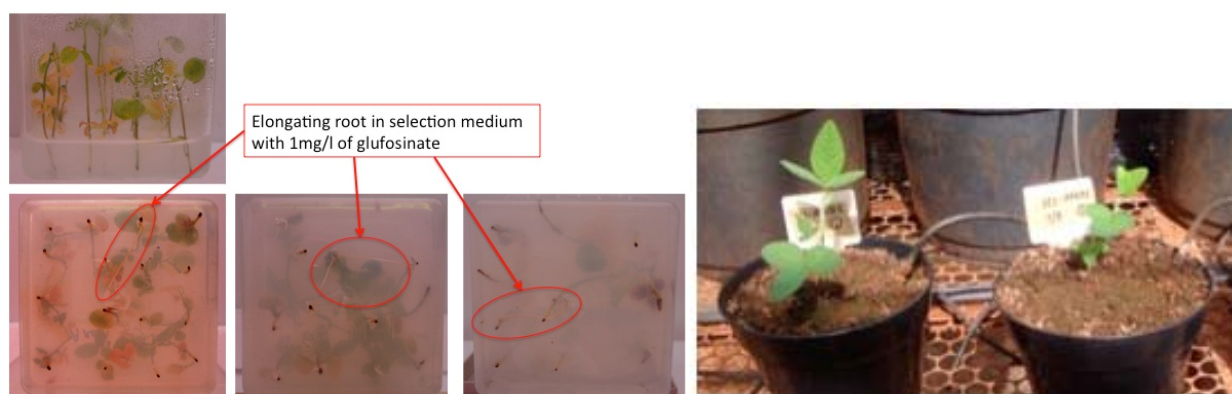 Elongating root in selection medium
with 1mg/l of glufosinate